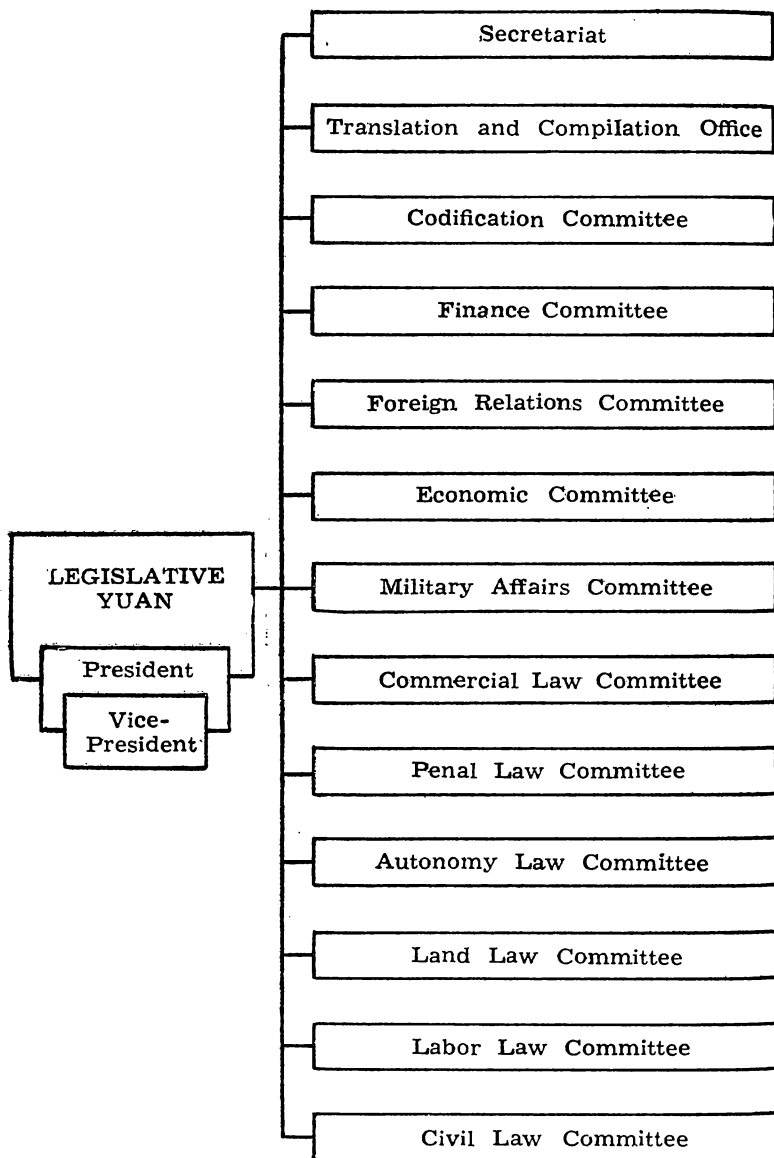 Secretariat
Translation and Compilation Office
Codification Committee
Finance Committee
Foreign Relations Committee
Economic Committee
LEGISLATIVE
YUAN
President
Vice-
President
Military Affairs Committee
Commercial Law Committee
Penal Law Committee
Autonomy Law Committee
Land Law Committee
Labor Law Committee
Civil Law Committee